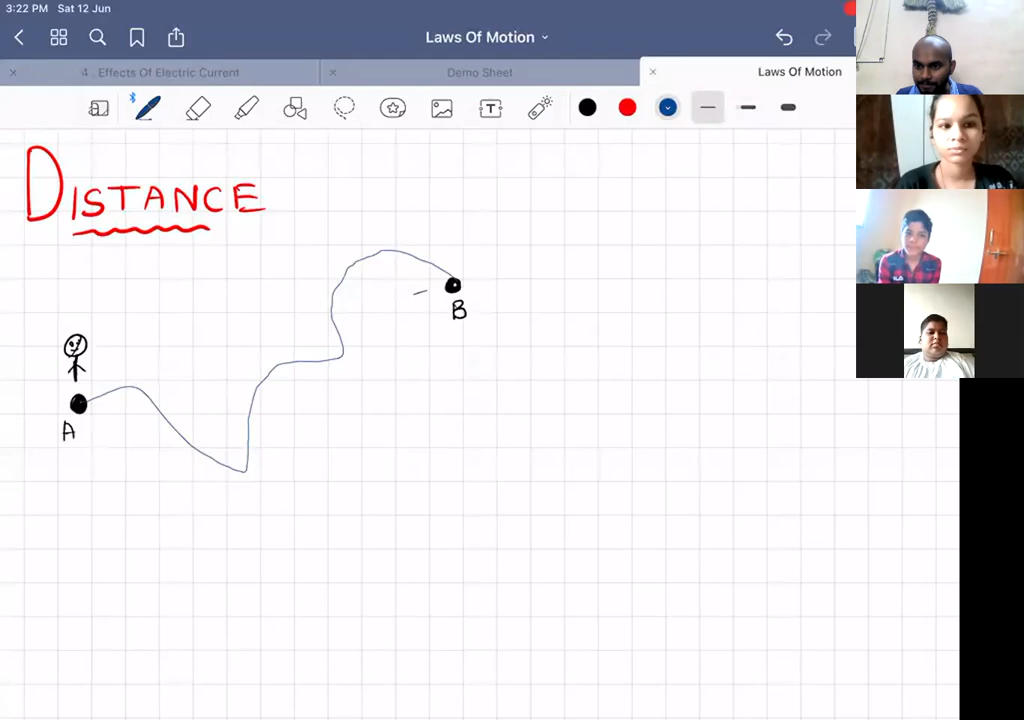 3:22 PM Sat 12 Jun
Laws Of Motion
4 . Effects Of Electric Current
Demo Sheet
Laws Of Motion
T
DISTANCE
B
A